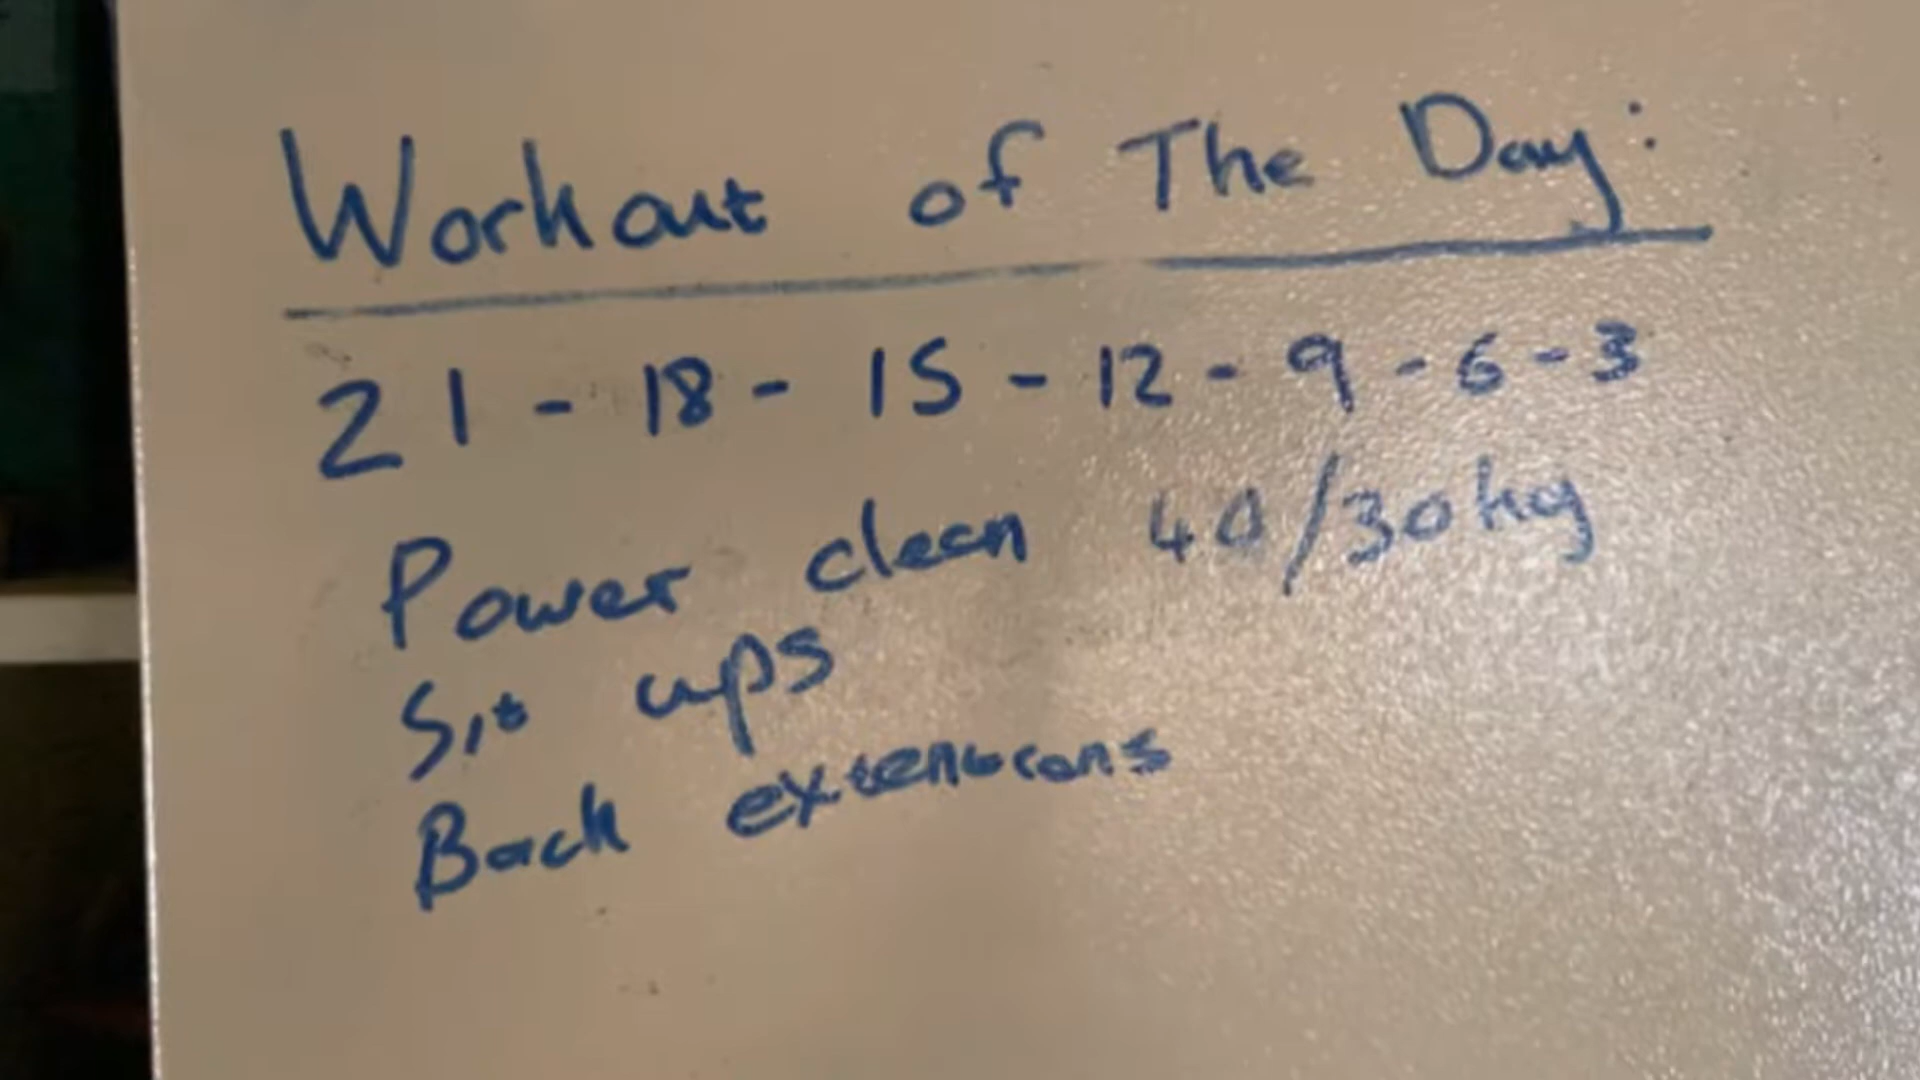 Workout of The Day:
21 - 18 - 15 - 12 - 9 - 6 - 3
Power clean 40/30kg
Sit ups
Back extensions